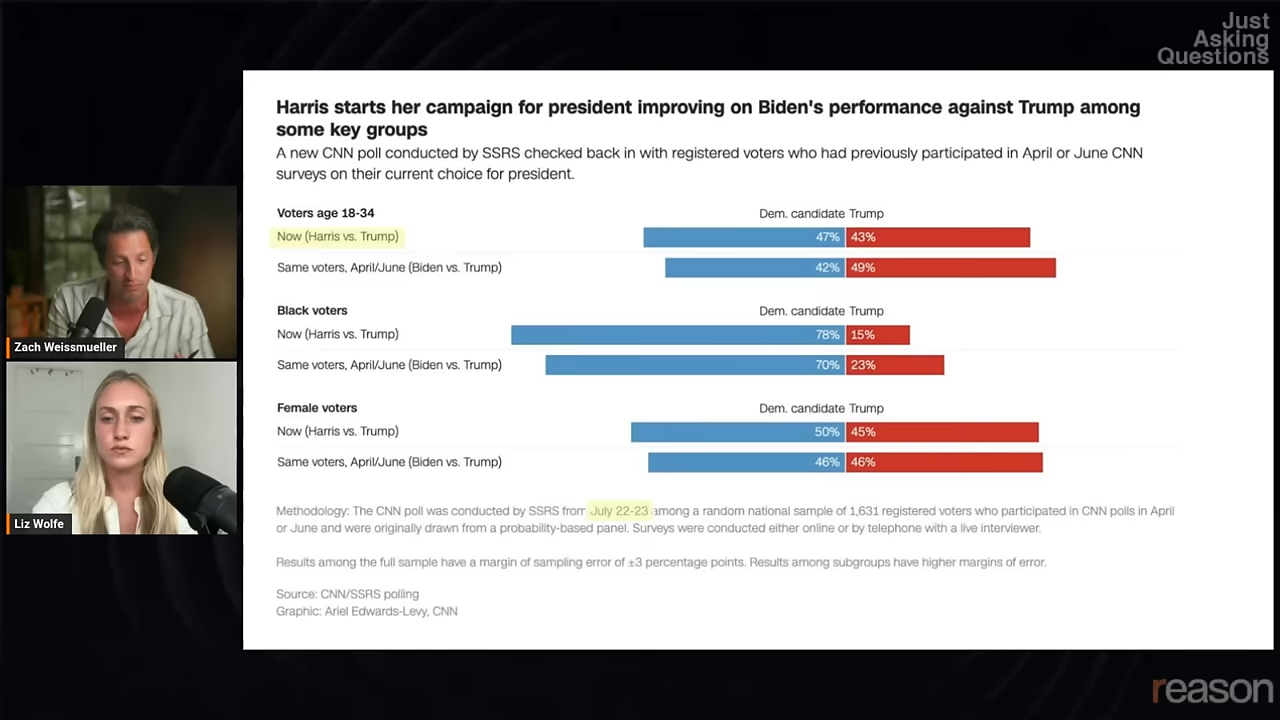 Just
Asking
Questions
Harris starts her campaign for president improving on Biden's performance against Trump among
some key groups
A new CNN poll conducted by SSRS checked back in with registered voters who had previously participated in April or June CNN
surveys on their current choice for president.
Voters age 18-34 Dem. candidate Trump
Now (Harris vs. Trump) 47% 43%
Same voters, April/June (Biden vs. Trump) 42% 49%
Black voters Dem. candidate Trump
Now (Harris vs. Trump) 78% 15%
Same voters, April/June (Biden vs. Trump) 70% 23%
Female voters Dem. candidate Trump
Now (Harris vs. Trump) 50% 45%
Same voters, April/June (Biden vs. Trump) 46% 46%
Methodology: The CNN poll was conducted by SSRS from July 22-23 among a random national sample of 1,631 registered voters who participated in CNN polls in April
or June and were originally drawn from a probability-based panel. Surveys were conducted either online or by telephone with a live interviewer.
Results among the full sample have a margin of sampling error of ±3 percentage points. Results among subgroups have higher margins of error.
Source: CNN/SSRS polling
Graphic: Ariel Edwards-Levy, CNN
Zach Weissmueller
Liz Wolfe
reason